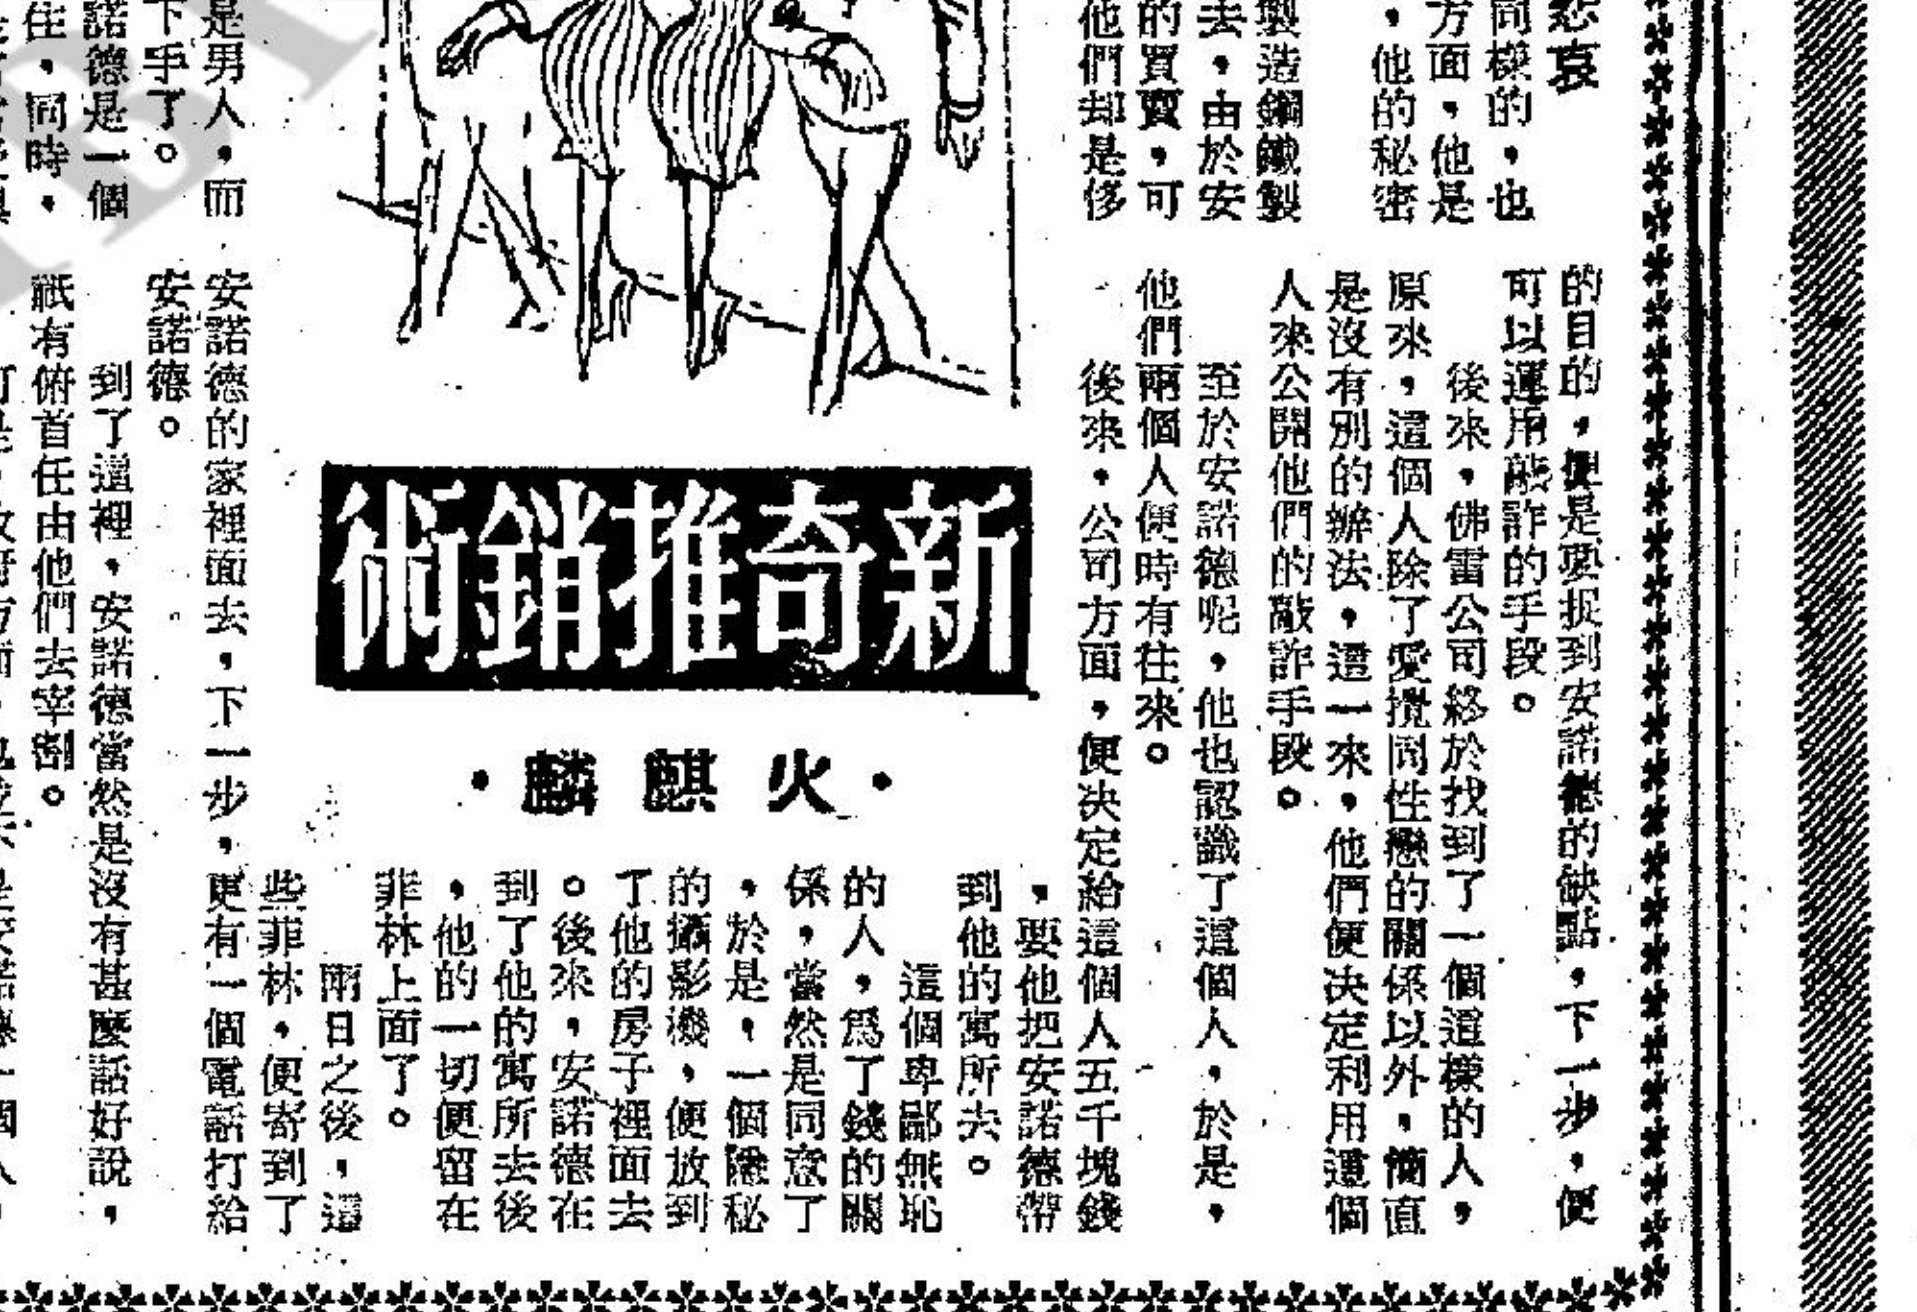 悲哀
同樣的，也
方面，他是
，他的秘密
製造鋼鐵製
去，由於安
的買賣，可
他們却是侈
是男人，而
下手了。
諾德是一個
住，同時，
的目的，便是要捉到安諾德的缺點，下一步，便
可以運用敲詐的手段。
後來，佛雷公司終於找到了一個這樣的人，
原來，這個人除了愛攪同性戀的關係以外，簡直
是沒有別的辦法，這一來，他們便决定利用這個
人來公開他們的敲詐手段。
至於安諾德呢，他也認識了這個人，於是，
他們兩個人便時有往來。
後來，公司方面，便决定給這個人五千塊錢
，要他把安諾德帶
到他的寓所去。
這個卑鄙無恥
的人，爲了錢的關
係，當然是同意了
，於是，一個隱秘
的攝影機，便放到
了他的房子裡面去
。後來，安諾德在
到了他的寓所去後
，他的一切便留在
菲林上面了。
兩日之後，這
些菲林，便寄到了
新奇推銷術
·火麒麟·
安諾德的家裡面去，下一步，更有一個電話打給
安諾德。
到了這裡，安諾德當然是沒有甚麼話好說，
祇有俯首任由他們去宰割。